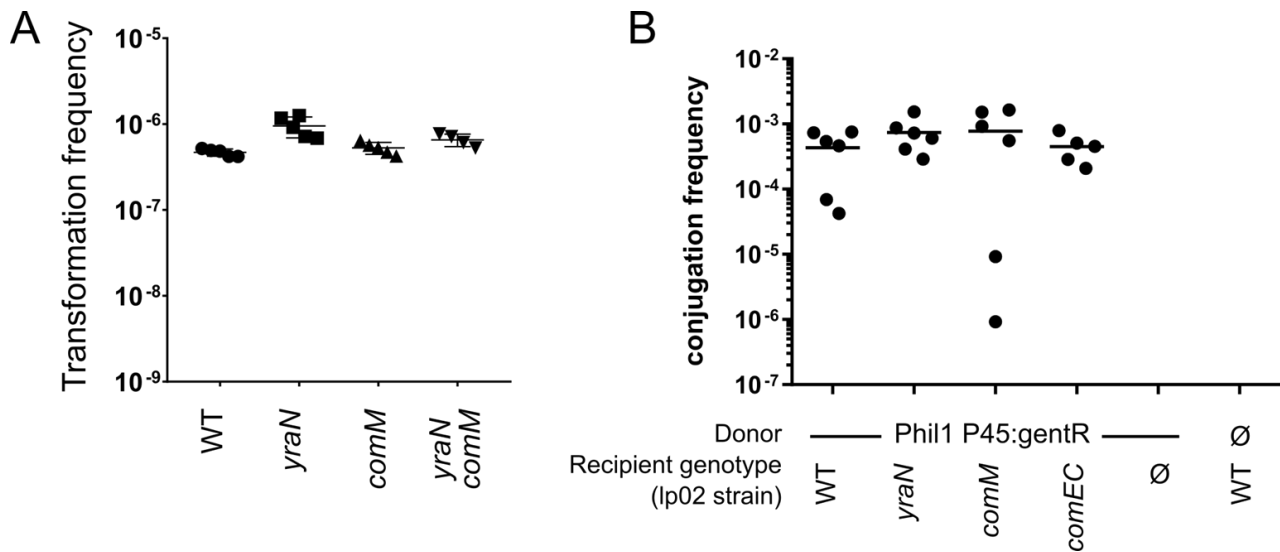 A
Transformation frequency
10-5
10-6
10-7
10-8
10-9
WT
yraN
comM
yraN
comM
B
conjugation frequency
10-2
10-3
10-4
10-5
10-6
10-7
Donor Phil1 P45:gentR Ø
Recipient genotype
(lp02 strain)
WT
yraN
comM
comEC
Ø
WT